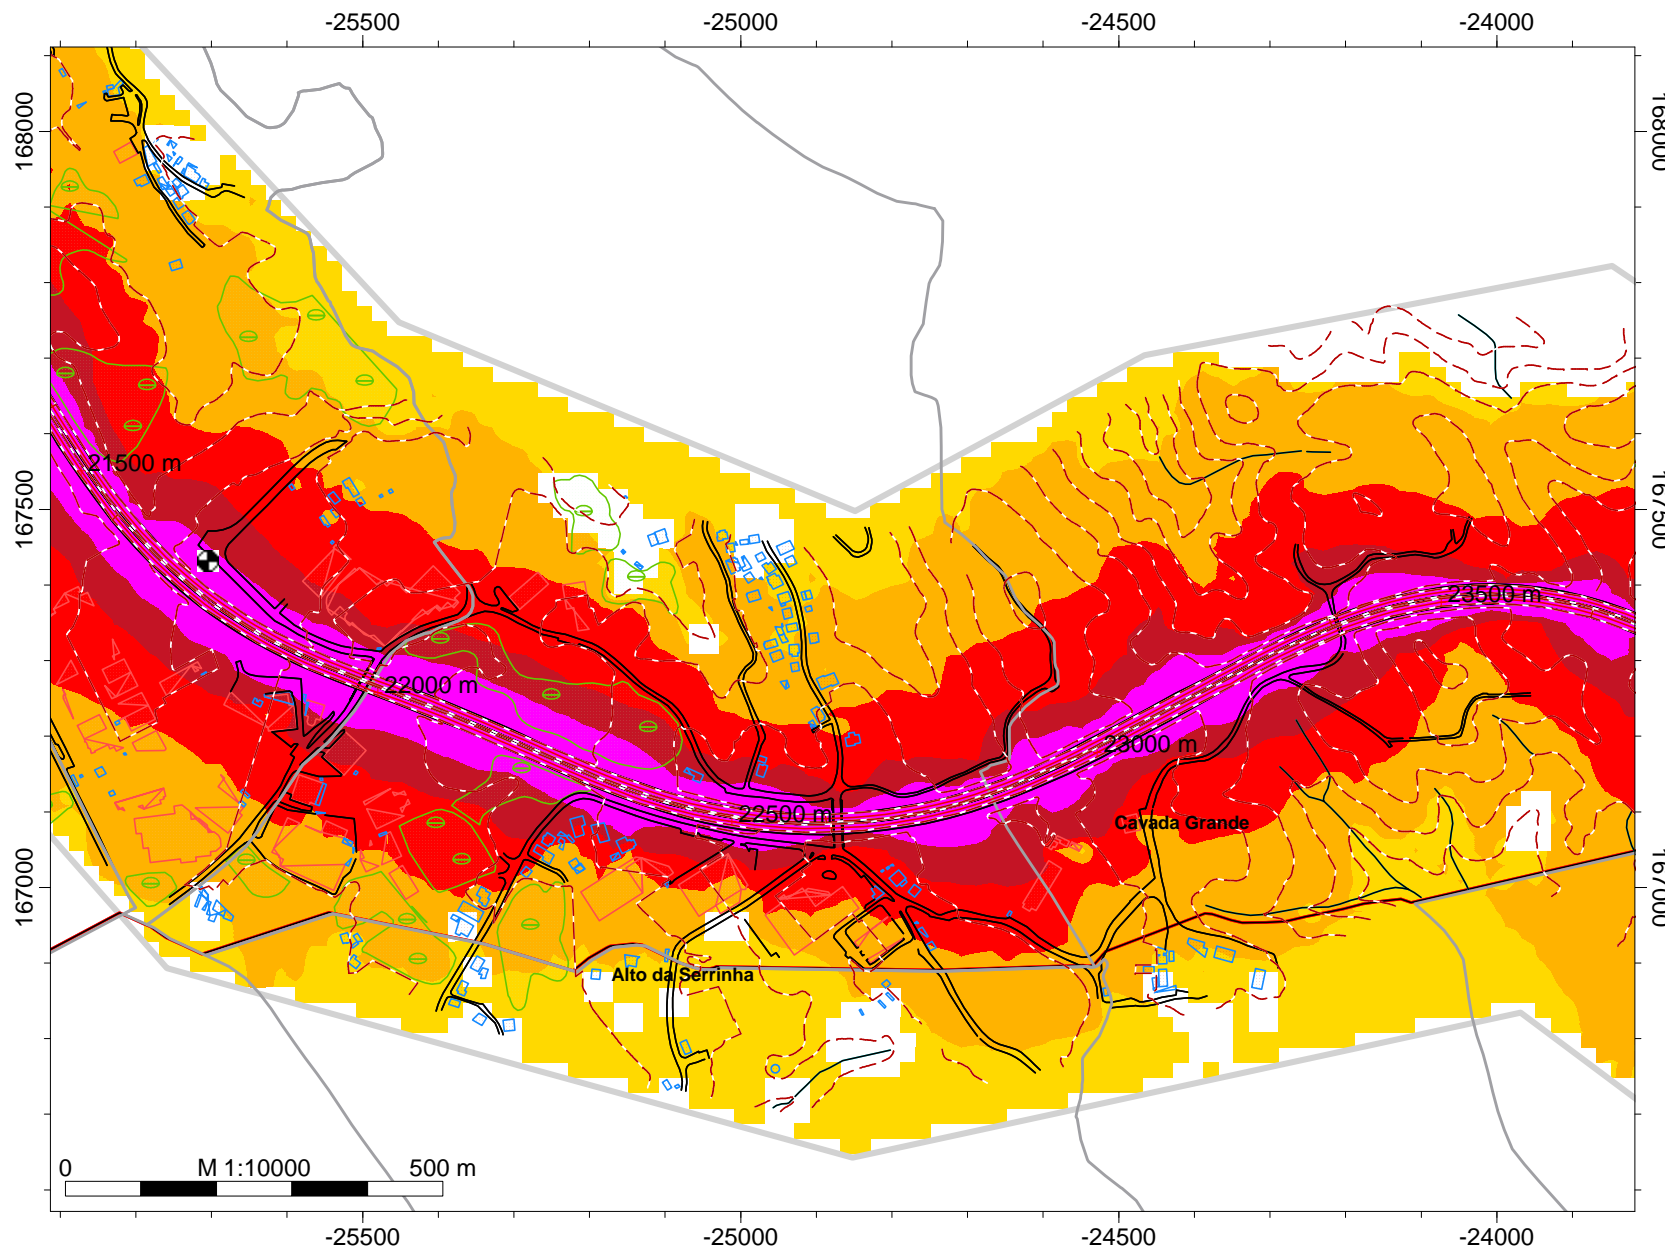 -25500 -25000 -24500 -24000
168000 168000
21500 m
167500 167500
23500 m
22000 m
23000 m
22500 m
Cavada Grande
167000 167000
Alto da Serrinha
0 M 1:10000 500 m
-25500 -25000 -24500 -24000